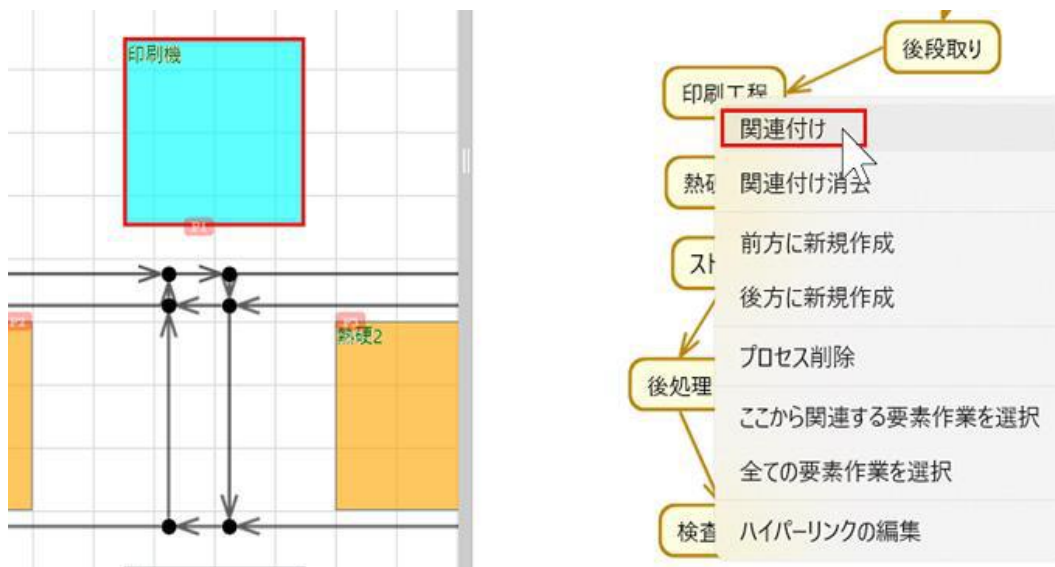 印刷機
P1
P1
P1
熱硬2
後段取り
印刷工程
関連付け
熱硬
関連付け消去
前方に新規作成
スト
後方に新規作成
プロセス削除
後処理
ここから関連する要素作業を選択
全ての要素作業を選択
検査
ハイパーリンクの編集